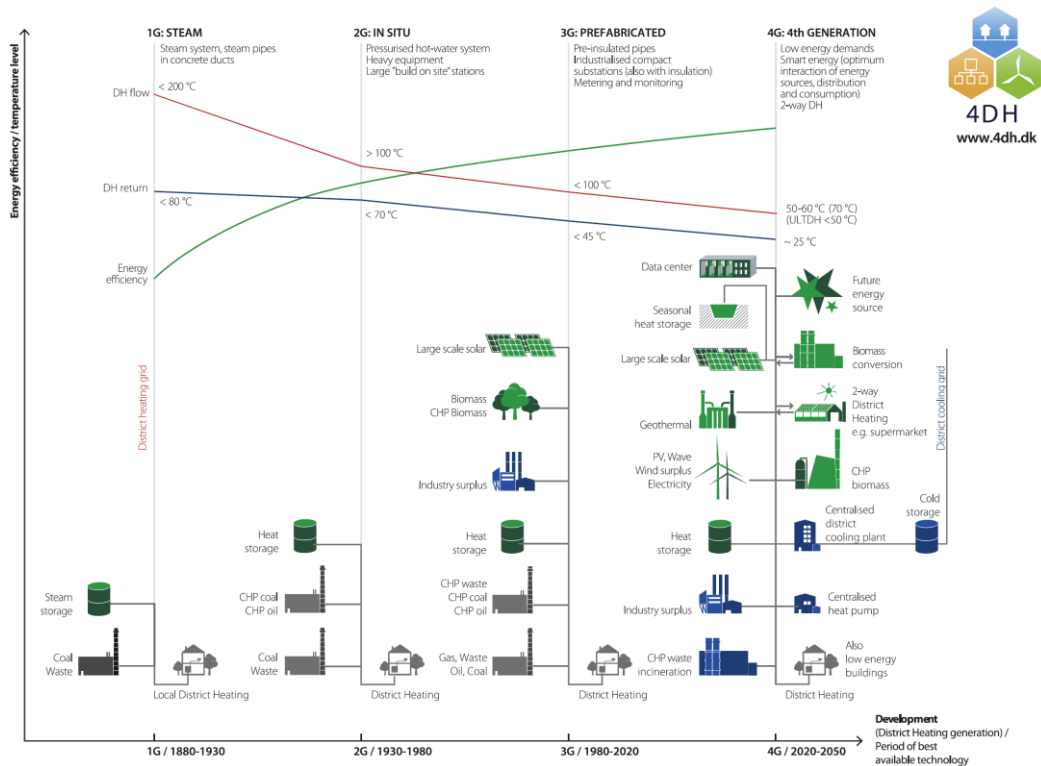 Energy efficiency / temperature level
1G: STEAM
Steam system, steam pipes
in concrete ducts
2G: IN SITU
Pressurised hot-water system
Heavy equipment
Large "build on site" stations
3G: PREFABRICATED
Pre-insulated pipes
Industrialised compact
substations (also with insulation)
Metering and monitoring
4G: 4th GENERATION
Low energy demands
Smart energy (optimum
interaction of energy
sources, distribution
and consumption)
2-way DH
4DH
www.4dh.dk
DH flow
< 200 °C
> 100 °C
< 100 °C
50-60 °C (70 °C)
(ULTDH <50 °C)
DH return
< 80 °C
< 70 °C
< 45 °C
~ 25 °C
Energy
efficiency
District heating grid
Steam
storage
Coal
Waste
Local District Heating
Heat
storage
CHP coal
CHP oil
Coal
Waste
District Heating
Large scale solar
Biomass
CHP Biomass
Industry surplus
Heat
storage
CHP waste
CHP coal
CHP oil
Gas, Waste
Oil, Coal
District Heating
Data center
Seasonal
heat storage
Large scale solar
Geothermal
PV, Wave
Wind surplus
Electricity
Heat
storage
Industry surplus
CHP waste
incineration
Future
energy
source
Biomass
conversion
2-way
District
Heating
e.g. supermarket
CHP
biomass
Centralised
district
cooling plant
Cold
storage
Centralised
heat pump
Also
low energy
buildings
District Heating
District cooling grid
1G / 1880-1930
2G / 1930-1980
3G / 1980-2020
4G / 2020-2050
Development
(District Heating generation) /
Period of best
available technology